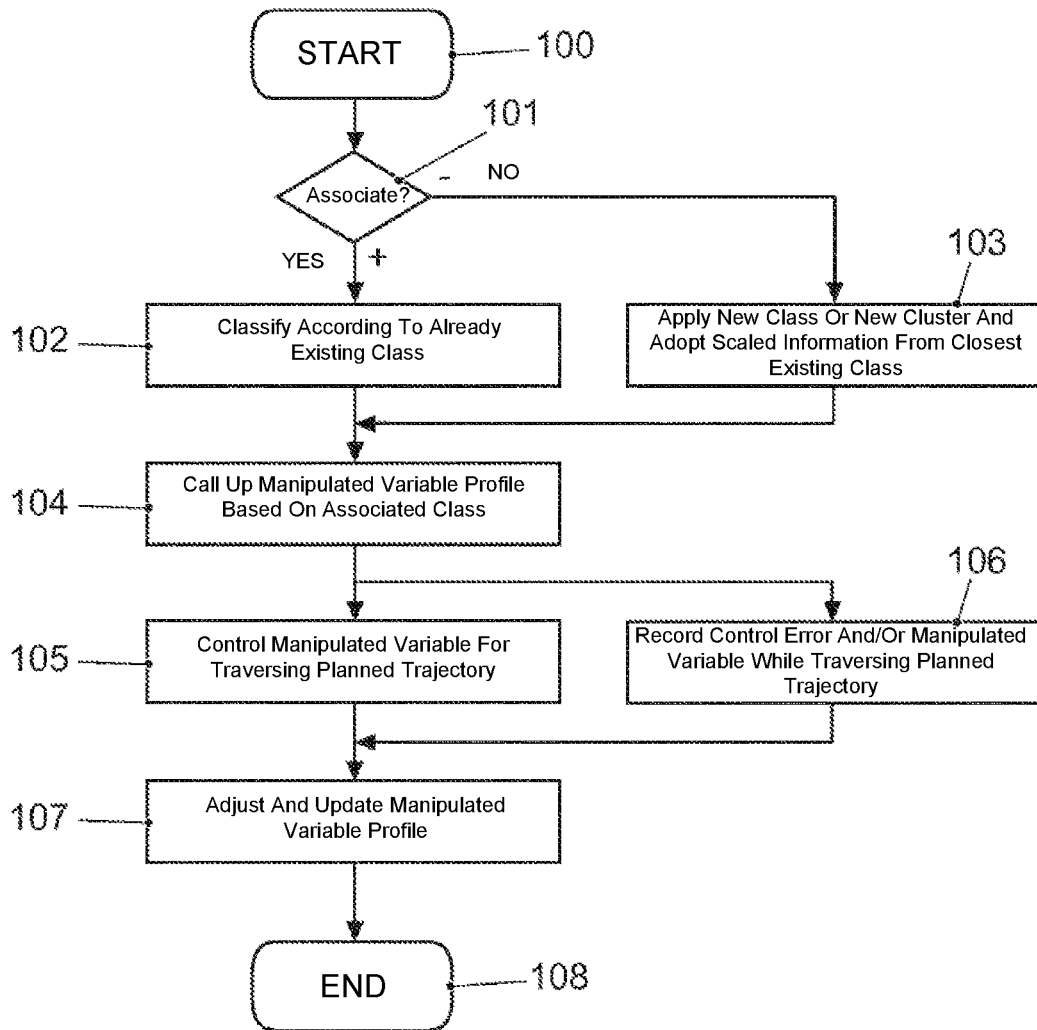 START
100
101
- NO
Associate?
YES +
103
102
Classify According To Already
Existing Class
Apply New Class Or New Cluster And
Adopt Scaled Information From Closest
Existing Class
104
Call Up Manipulated Variable Profile
Based On Associated Class
106
105
Control Manipulated Variable For
Traversing Planned Trajectory
Record Control Error And/Or Manipulated
Variable While Traversing Planned
Trajectory
107
Adjust And Update Manipulated
Variable Profile
END
108